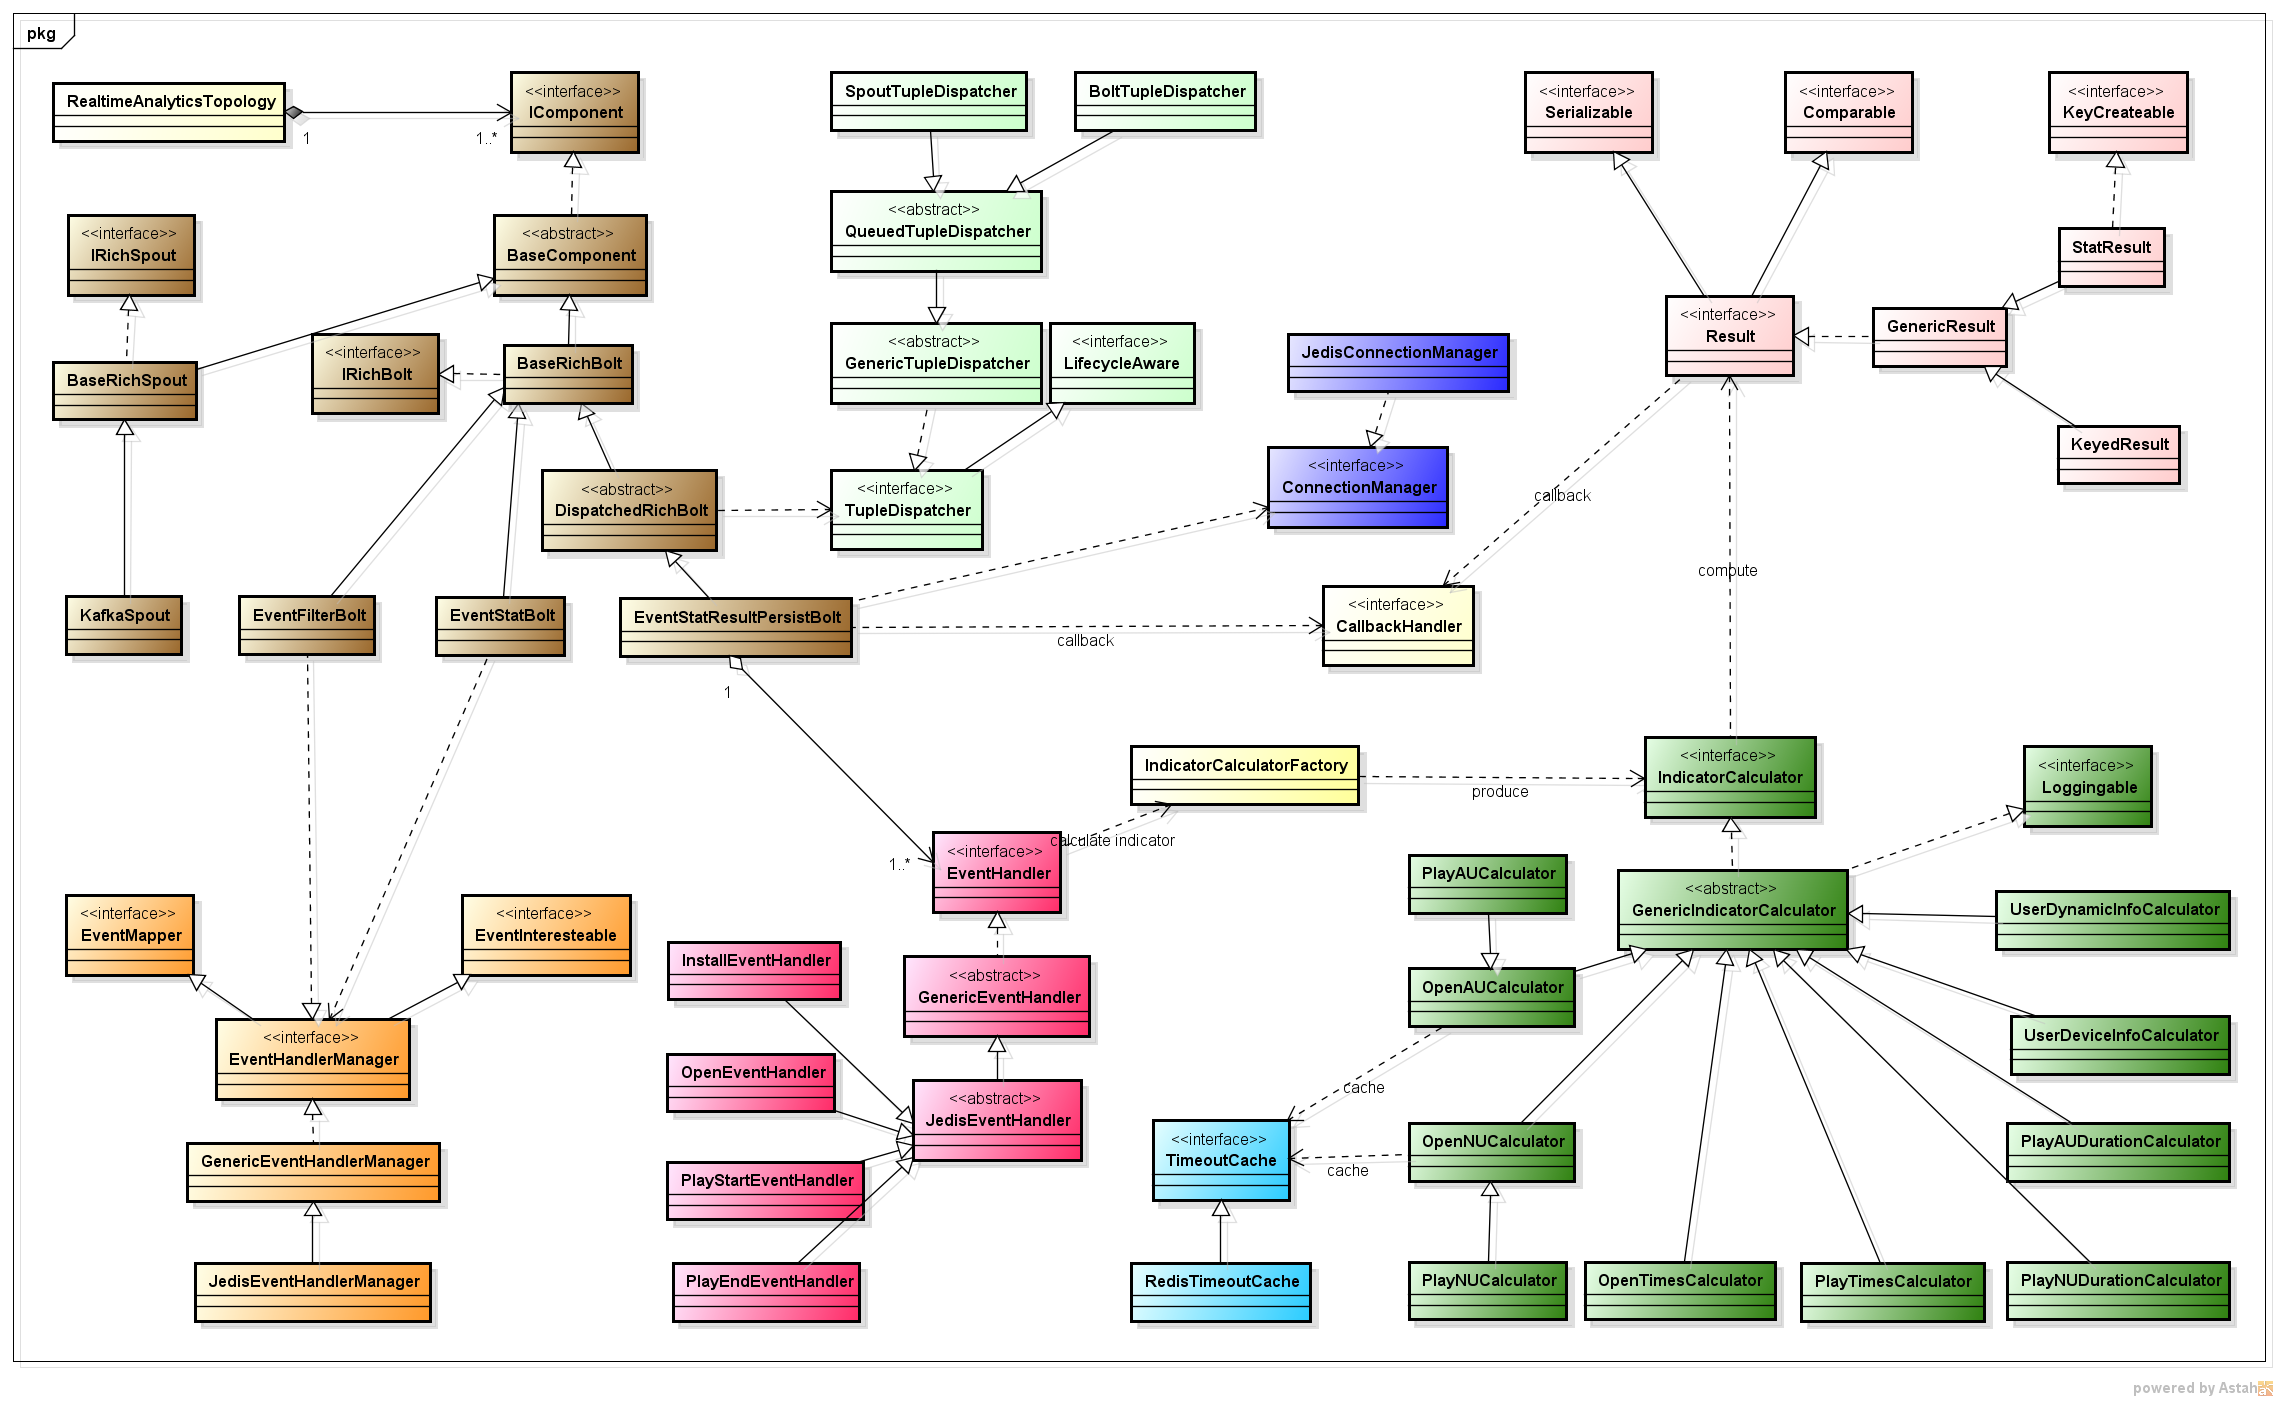 pkg
RealtimeAnalyticsTopology
1
1..*
<<interface>>
IComponent
SpoutTupleDispatcher
BoltTupleDispatcher
<<interface>>
Serializable
<<interface>>
Comparable
<<interface>>
KeyCreateable
<<interface>>
IRichSpout
<<abstract>>
BaseComponent
<<abstract>>
QueuedTupleDispatcher
StatResult
<<interface>>
Result
GenericResult
<<interface>>
IRichBolt
BaseRichSpout
BaseRichBolt
<<abstract>>
GenericTupleDispatcher
<<interface>>
LifecycleAware
JedisConnectionManager
KeyedResult
<<abstract>>
DispatchedRichBolt
<<interface>>
TupleDispatcher
<<interface>>
ConnectionManager
callback
compute
KafkaSpout
EventFilterBolt
EventStatBolt
EventStatResultPersistBolt
callback
<<interface>>
CallbackHandler
1
1..*
IndicatorCalculatorFactory
produce
<<interface>>
IndicatorCalculator
<<interface>>
Loggingable
calculate indicator
<<interface>>
EventHandler
PlayAUCalculator
<<abstract>>
GenericIndicatorCalculator
UserDynamicInfoCalculator
<<interface>>
EventMapper
<<interface>>
EventInteresteable
InstallEventHandler
<<abstract>>
GenericEventHandler
OpenAUCalculator
<<interface>>
EventHandlerManager
UserDeviceInfoCalculator
OpenEventHandler
<<abstract>>
JedisEventHandler
cache
<<interface>>
TimeoutCache
cache
OpenNUCalculator
PlayAUDurationCalculator
GenericEventHandlerManager
PlayStartEventHandler
JedisEventHandlerManager
PlayEndEventHandler
RedisTimeoutCache
PlayNUCalculator
OpenTimesCalculator
PlayTimesCalculator
PlayNUDurationCalculator
powered by Astah